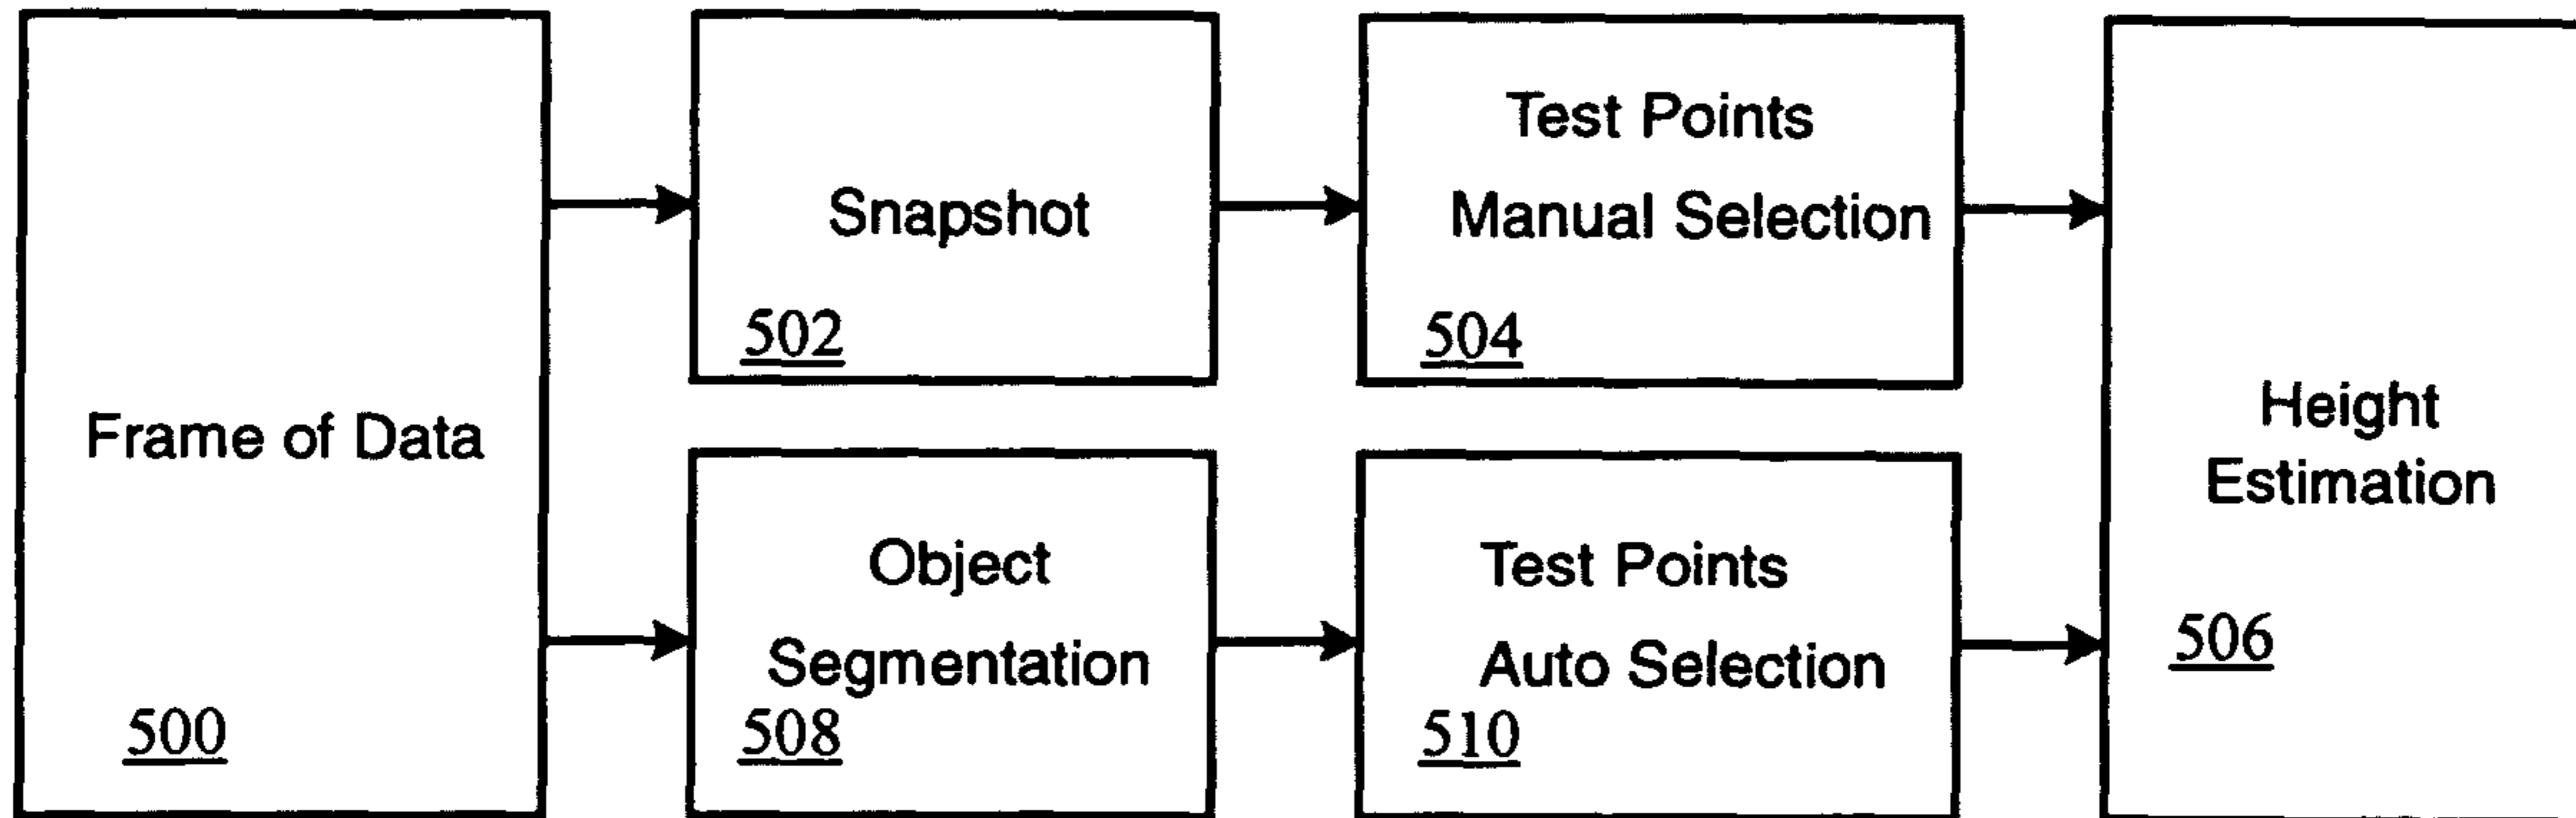 Frame of Data
500
Snapshot
502
Test Points
Manual Selection
504
Object
Segmentation
508
Test Points
Auto Selection
510
Height
Estimation
506